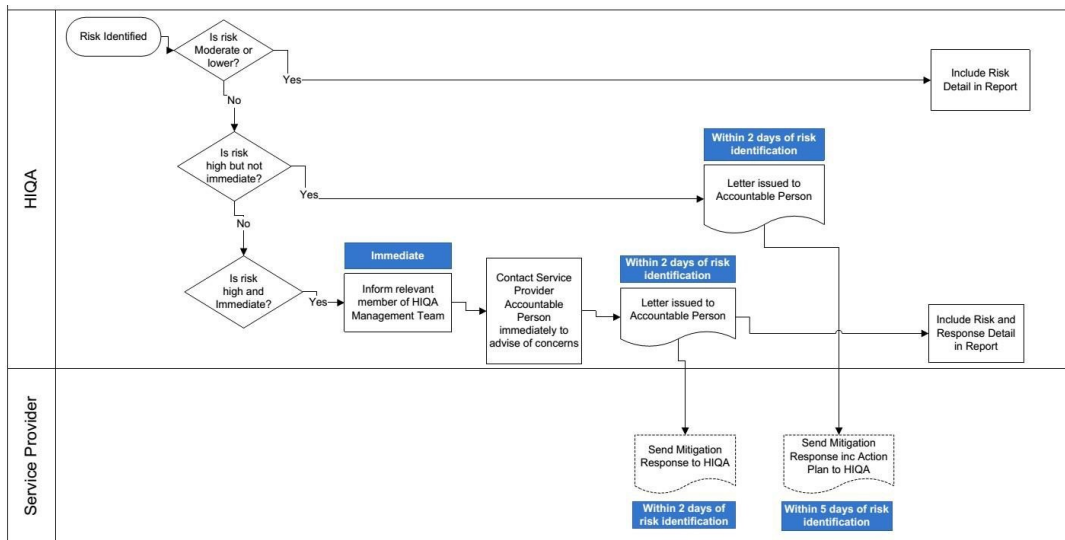 HIQA
Risk Identified
Is risk
Moderate or
lower?
Yes
Include Risk
Detail in Report
No
Is risk
high but not
immediate?
Yes
Within 2 days of risk
identification
Letter issued to
Accountable Person
No
Is risk
high and
Immediate?
Yes
Immediate
Inform relevant
member of HIQA
Management Team
Contact Service
Provider
Accountable
Person
immediately to
advise of concerns
Within 2 days of risk
identification
Letter issued to
Accountable Person
Include Risk and
Response Detail
in Report
Service Provider
Send Mitigation
Response to HIQA
Within 2 days of
risk identification
Send Mitigation
Response inc Action
Plan to HIQA
Within 5 days of risk
identification